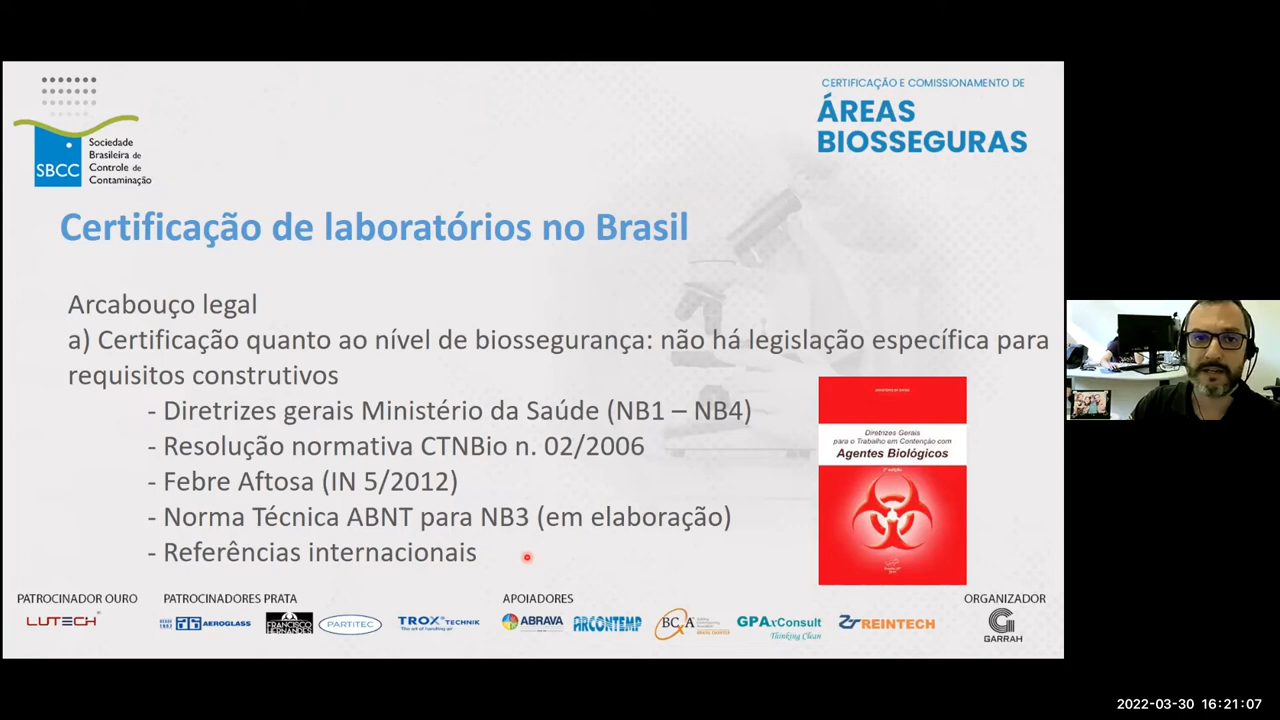 CERTIFICAÇÃO E COMISSIONAMENTO DE
ÁREAS
BIOSSEGURAS
SBCC
Sociedade
Brasileira de
Controle de
Contaminação
Certificação de laboratórios no Brasil
Arcabouço legal
a) Certificação quanto ao nível de biossegurança: não há legislação específica para
requisitos construtivos
- Diretrizes gerais Ministério da Saúde (NB1 – NB4)
- Resolução normativa CTNBio n. 02/2006
- Febre Aftosa (IN 5/2012)
- Norma Técnica ABNT para NB3 (em elaboração)
- Referências internacionais
Diretrizes Gerais
para o Trabalho em Contenção com
Agentes Biológicos
PATROCINADOR OURO
PATROCINADORES PRATA
APOIADORES
ORGANIZADOR
LUTECH
AEROGLASS
FRANCISCO
HERNANDES
PARTITEC
TROX TECHNIK
The art of handling air
ABRAVA
ARCONTEMP
BCA
GPAxConsult
Thinking Clean
REINTECH
GARRAH
2022-03-30 16:21:07